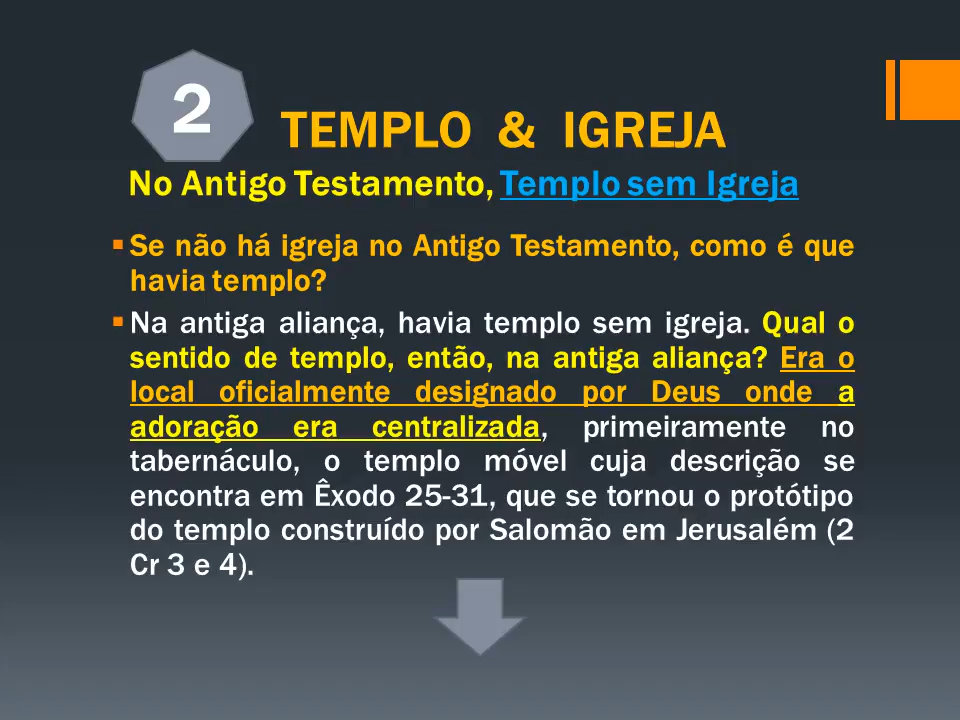 2
TEMPLO & IGREJA
No Antigo Testamento, Templo sem Igreja
Se não há igreja no Antigo Testamento, como é que
havia templo?
Na antiga aliança, havia templo sem igreja. Qual o
sentido de templo, então, na antiga aliança? Era o
local oficialmente designado por Deus onde a
adoração era centralizada, primeiramente no
tabernáculo, o templo móvel cuja descrição se
encontra em Êxodo 25-31, que se tornou o protótipo
do templo construído por Salomão em Jerusalém (2
Cr 3 e 4).